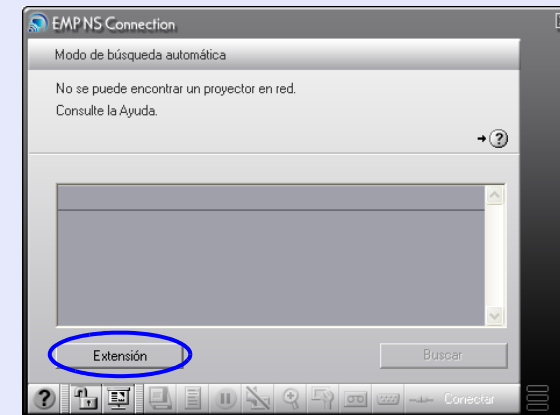 EMP NS Connection
Modo de búsqueda automática
No se puede encontrar un proyector en red.
Consulte la Ayuda.
Extensión
Buscar
Conectar